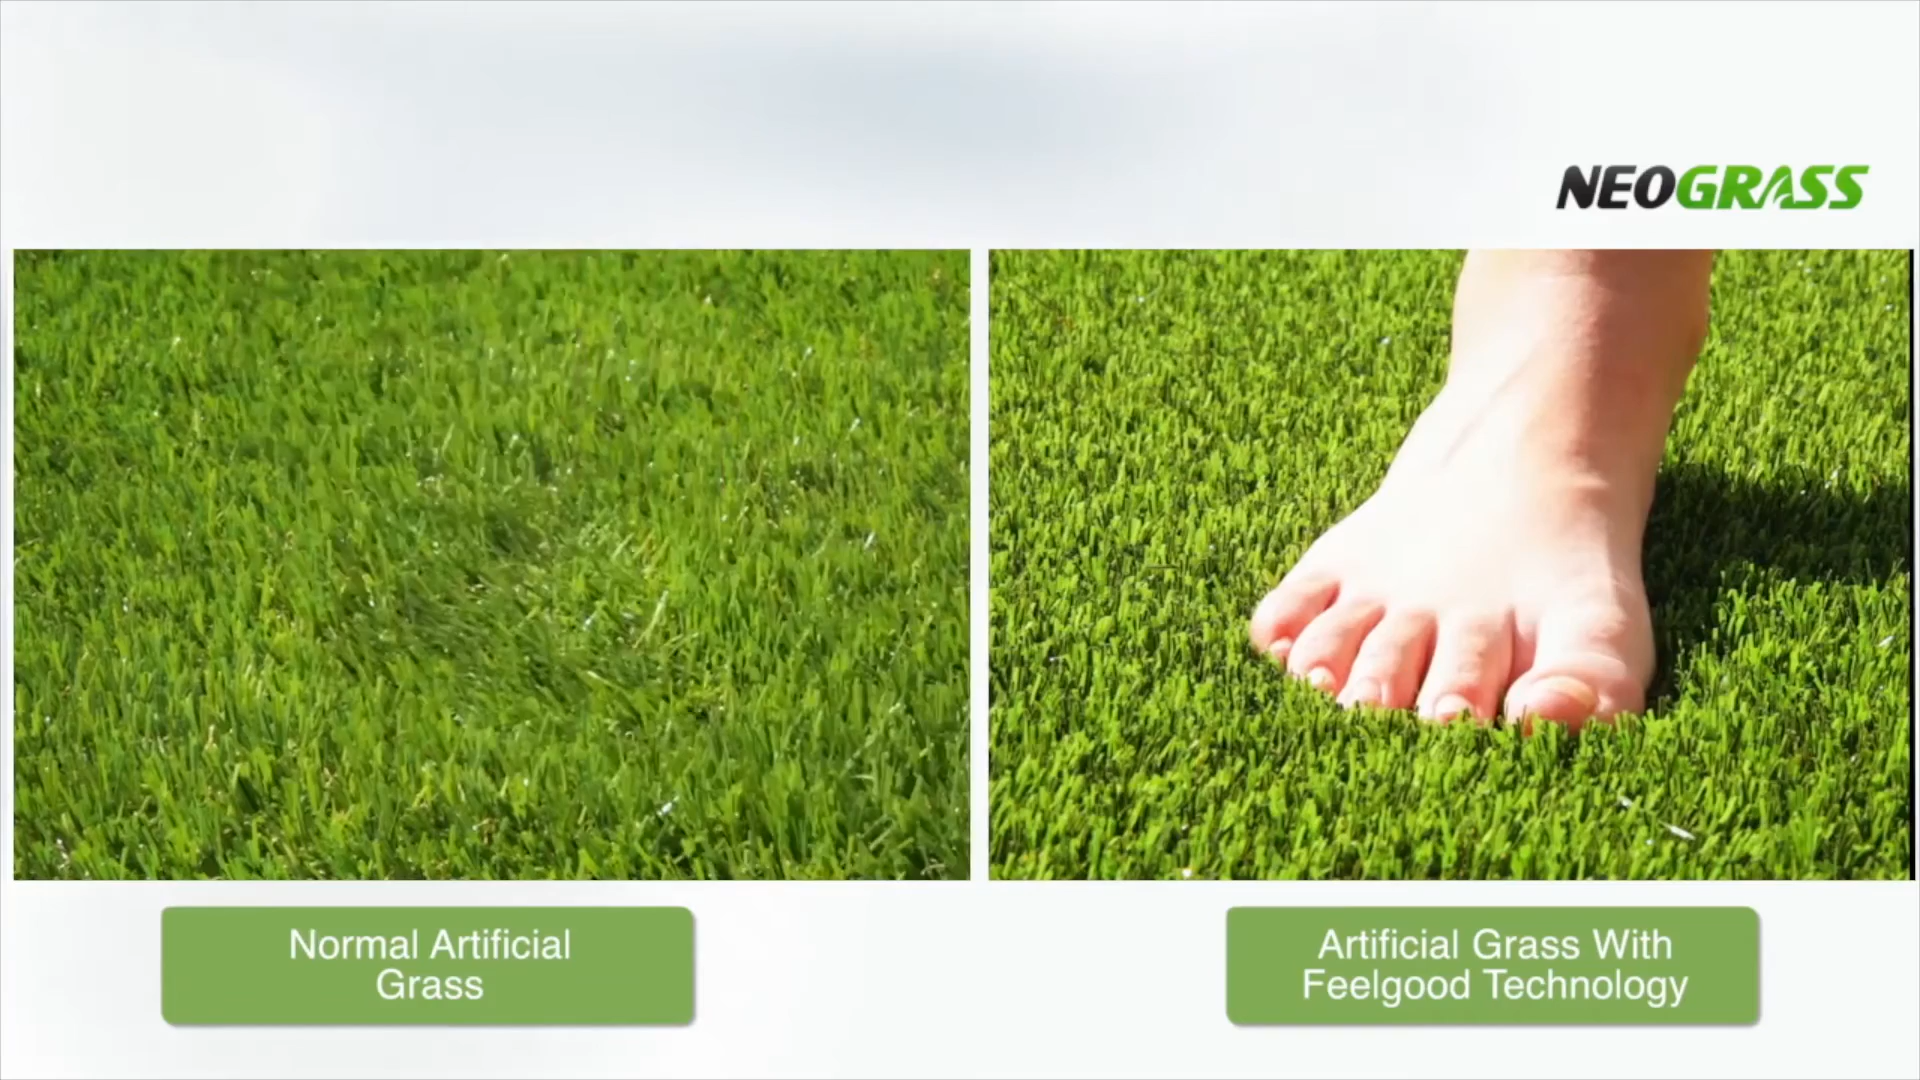 NEOGRASS
Normal Artificial
Grass
Artificial Grass With
Feelgood Technology